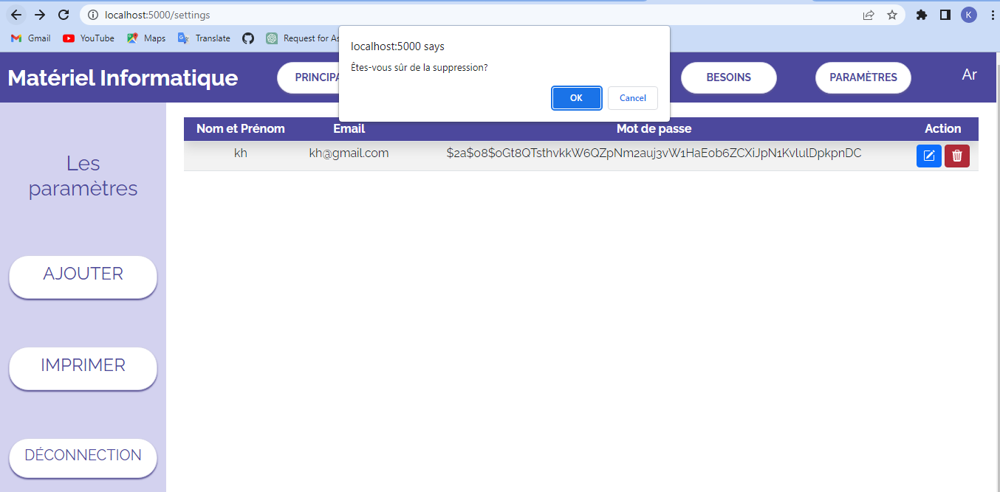 localhost:5000/settings
K
Gmail
YouTube
Maps
Translate
Request for As
localhost:5000 says
Êtes-vous sûr de la suppression?
OK
Cancel
Matériel Informatique
PRINCIPA
BESOINS
PARAMÈTRES
Ar
Les
paramètres
AJOUTER
IMPRIMER
DÉCONNECTION
Nom et Prénom Email Mot de passe Action
kh kh@gmail.com $2a$08$oGt8QTsthvkkW6QZpNm2auj3vW1HaEob6ZCXiJpN1KvlulDpkpnDC